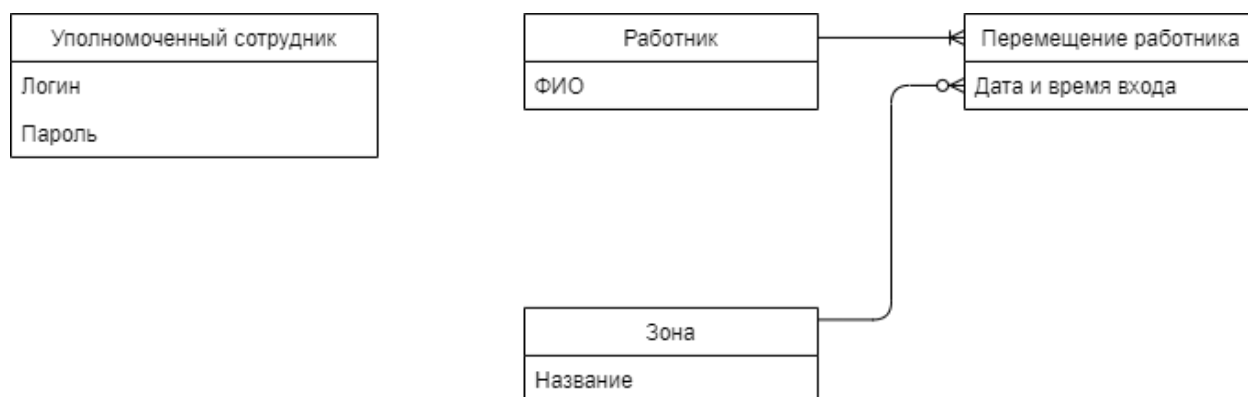 Уполномоченный сотрудник
Логин
Пароль
Работник
ФИО
Перемещение работника
Дата и время входа
Зона
Название